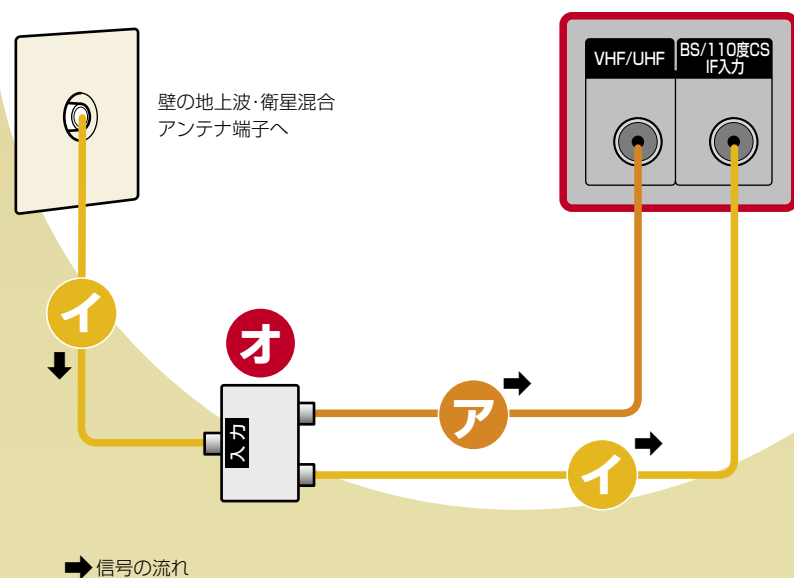 壁の地上波・衛星混合
アンテナ端子へ
VHF/UHF
BS/110度CS
IF入力
イ
オ
入力
ア
イ
信号の流れ